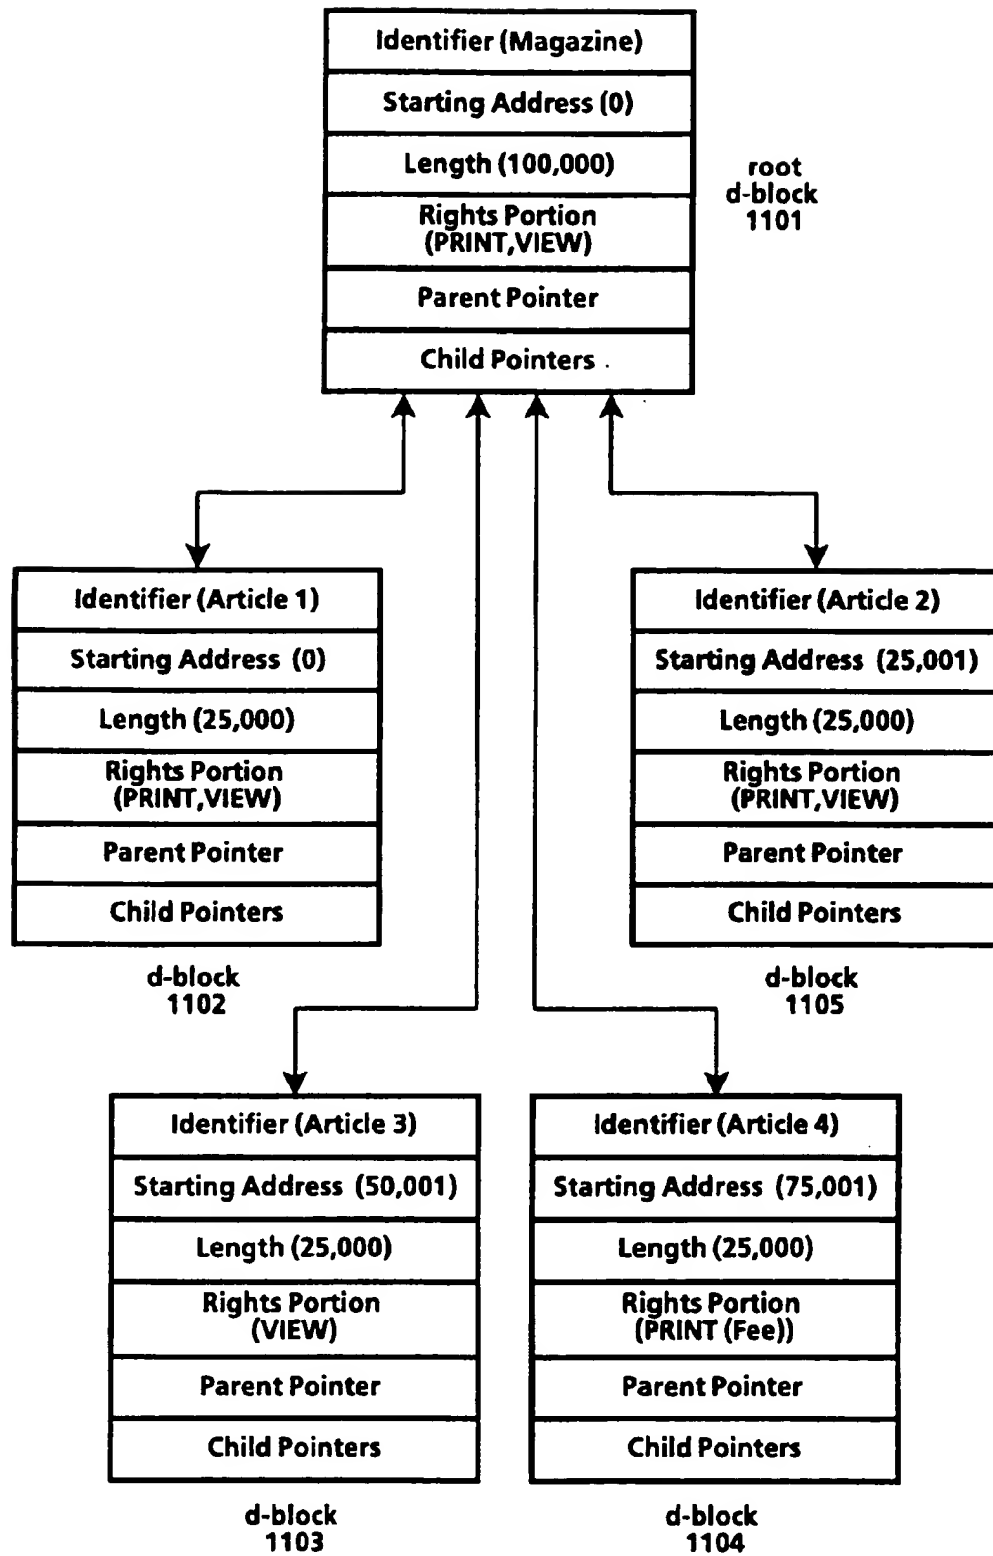 Identifier (Magazine)
Starting Address (0)
Length (100,000)
Rights Portion
(PRINT,VIEW)
Parent Pointer
Child Pointers
root
d-block
1101
Identifier (Article 1)
Starting Address (0)
Length (25,000)
Rights Portion
(PRINT,VIEW)
Parent Pointer
Child Pointers
d-block
1102
Identifier (Article 2)
Starting Address (25,001)
Length (25,000)
Rights Portion
(PRINT,VIEW)
Parent Pointer
Child Pointers
d-block
1105
Identifier (Article 3)
Starting Address (50,001)
Length (25,000)
Rights Portion
(VIEW)
Parent Pointer
Child Pointers
d-block
1103
Identifier (Article 4)
Starting Address (75,001)
Length (25,000)
Rights Portion
(PRINT (Fee))
Parent Pointer
Child Pointers
d-block
1104